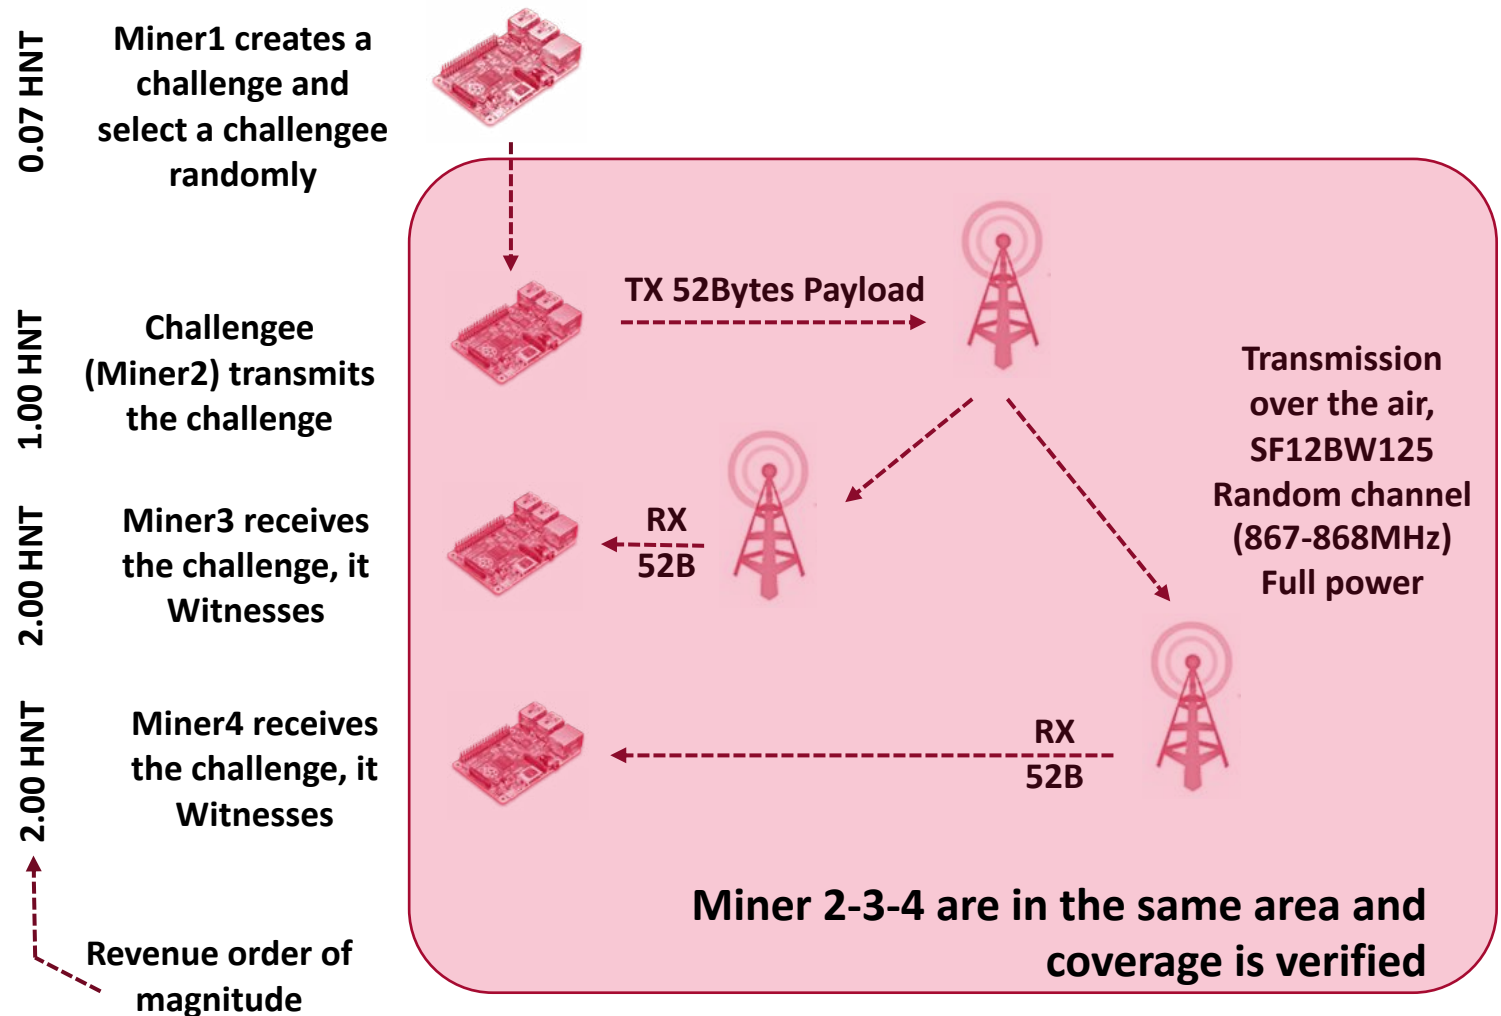 0.07 HNT
Miner1 creates a
challenge and
select a challengee
randomly
TX 52Bytes Payload
1.00 HNT
Challengee
(Miner2) transmits
the challenge
Transmission
over the air,
SF12BW125
Random channel
(867-868MHz)
Full power
2.00 HNT
Miner3 receives
the challenge, it
Witnesses
RX
52B
2.00 HNT
Miner4 receives
the challenge, it
Witnesses
RX
52B
Miner 2-3-4 are in the same area and
coverage is verified
Revenue order of
magnitude